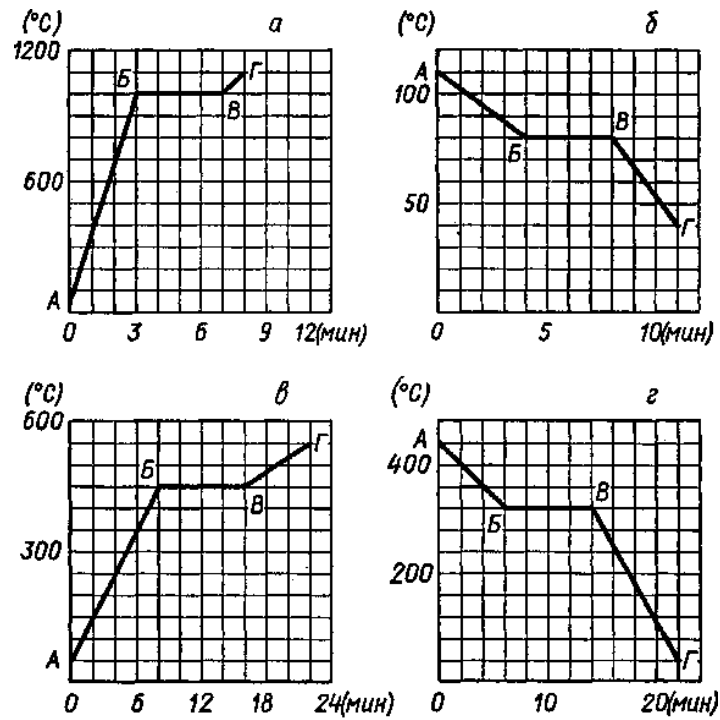 (°C) а
1200
Б Г
В
600
А
0 3 6 9 12(мин)
(°C) б
А
100
Б В
50
Г
0 5 10(мин)
(°C) в
600
Г
Б
В
300
А
0 6 12 18 24(мин)
(°C) г
А
400
В
Б
200
Г
0 10 20(мин)